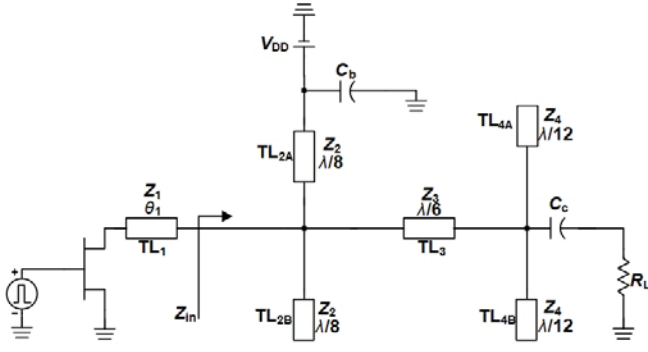 V_DD
C_b
TL_2A
Z_2
λ/8
TL_4A
Z_4
λ/12
Z_1
θ_1
TL_1
Z_3
λ/6
TL_3
C_c
+
-
Z_in
TL_2B
Z_2
λ/8
TL_4B
Z_4
λ/12
R_L